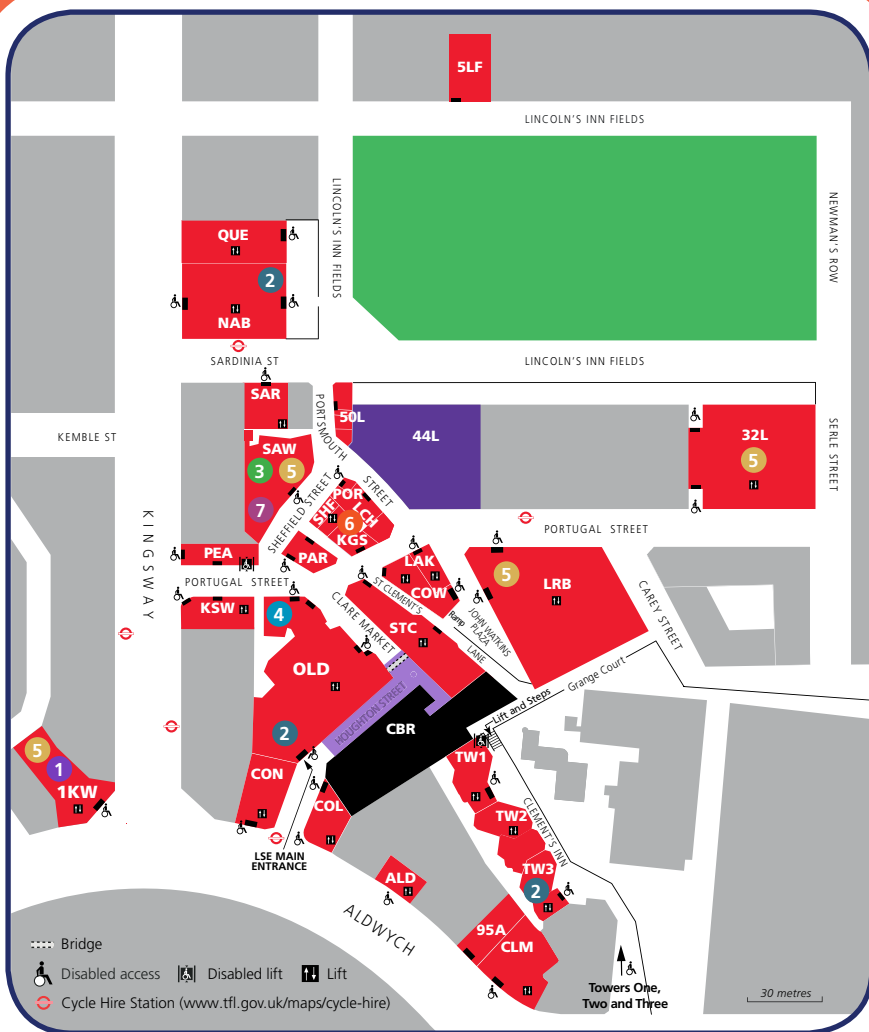 5LF
LINCOLN'S INN FIELDS
LINCOLN'S INN FIELDS
NEWMAN'S ROW
QUE
2
NAB
SARDINIA ST
LINCOLN'S INN FIELDS
SAR
PORTSMOUTH
STREET
50L
44L
32L
5
SERLE STREET
KEMBLE ST
SAW
3
5
7
SHEFFIELD STREET
POR
SHF
LCH
6
KGS
PORTUGAL STREET
KINGSWAY
PEA
PAR
LAK
COW
5
LRB
CAREY STREET
PORTUGAL STREET
KSW
4
ST CLEMENT'S
LANE
Ramp
JOHN WATKINS
PLAZA
CLARE MARKET
STC
OLD
HOUGHTON STREET
Grange Court
Lift and Steps
CBR
2
5
1
1KW
CON
COL
TW1
TW2
CLEMENT'S INN
LSE MAIN
ENTRANCE
TW3
2
ALD
ALDWYCH
95A
CLM
Bridge
Disabled access
Disabled lift
Lift
Cycle Hire Station (www.tfl.gov.uk/maps/cycle-hire)
Towers One,
Two and Three
30 metres